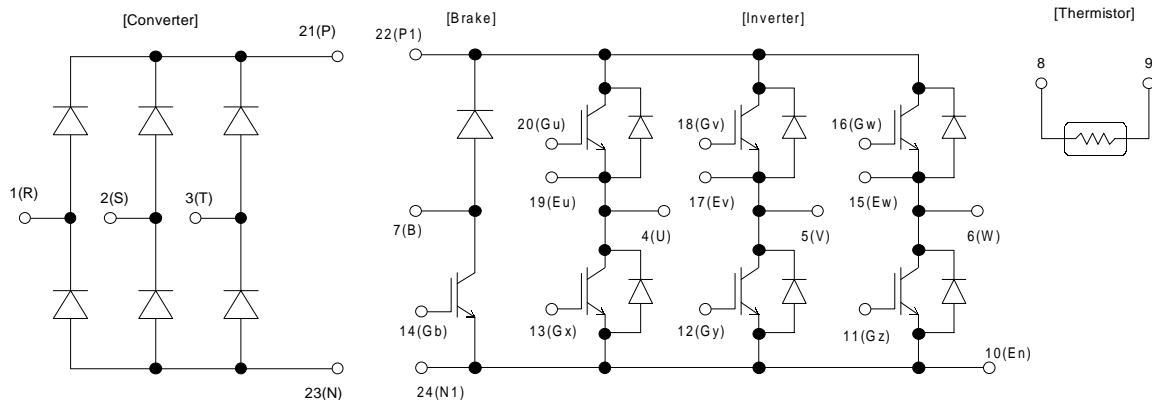 [Converter]
21(P)
1(R)
2(S)
3(T)
23(N)
[Brake]
[Inverter]
22(P1)
20(Gu)
18(Gv)
16(Gw)
19(Eu)
17(Ev)
15(Ew)
7(B)
4(U)
5(V)
6(W)
14(Gb)
13(Gx)
12(Gy)
11(Gz)
24(N1)
10(En)
[Thermistor]
8
9